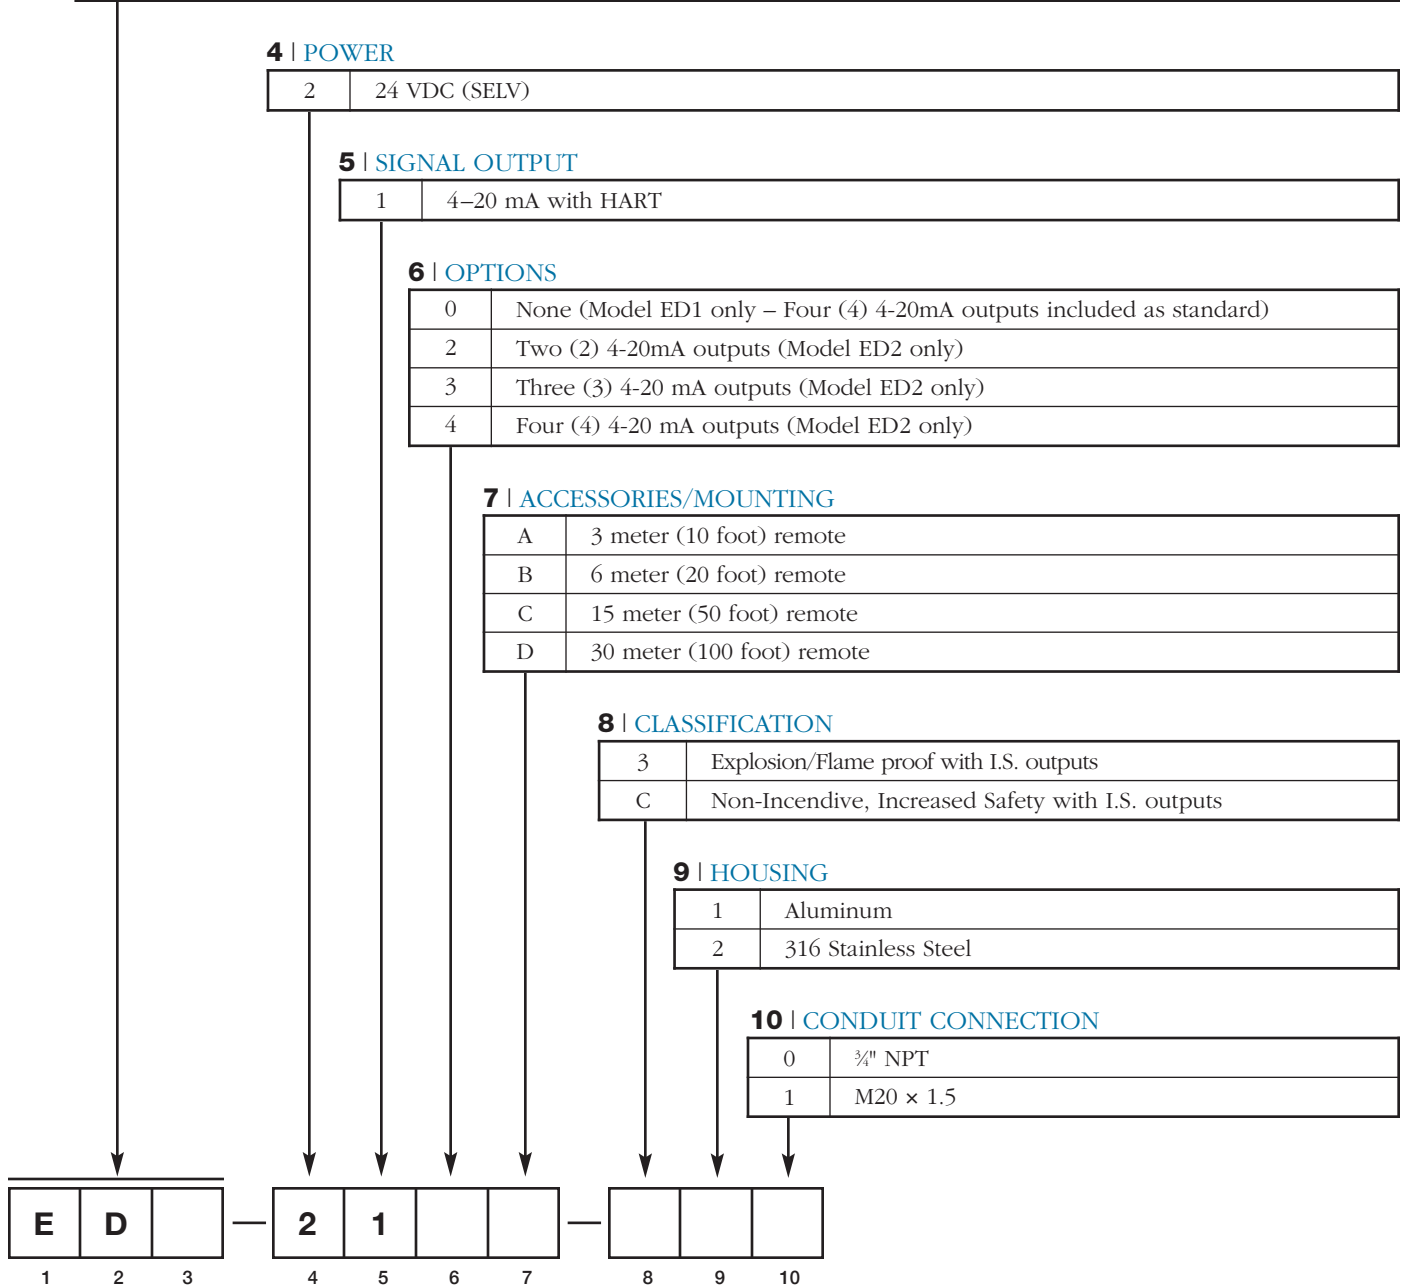 4 | POWER
2 24 VDC (SELV)
5 | SIGNAL OUTPUT
1 4–20 mA with HART
6 | OPTIONS
0 None (Model ED1 only – Four (4) 4-20mA outputs included as standard)
2 Two (2) 4-20mA outputs (Model ED2 only)
3 Three (3) 4-20 mA outputs (Model ED2 only)
4 Four (4) 4-20 mA outputs (Model ED2 only)
7 | ACCESSORIES/MOUNTING
A 3 meter (10 foot) remote
B 6 meter (20 foot) remote
C 15 meter (50 foot) remote
D 30 meter (100 foot) remote
8 | CLASSIFICATION
3 Explosion/Flame proof with I.S. outputs
C Non-Incendive, Increased Safety with I.S. outputs
9 | HOUSING
1 Aluminum
2 316 Stainless Steel
10 | CONDUIT CONNECTION
0 ¾" NPT
1 M20 × 1.5
E D — 2 1 —
1 2 3 4 5 6 7 8 9 10